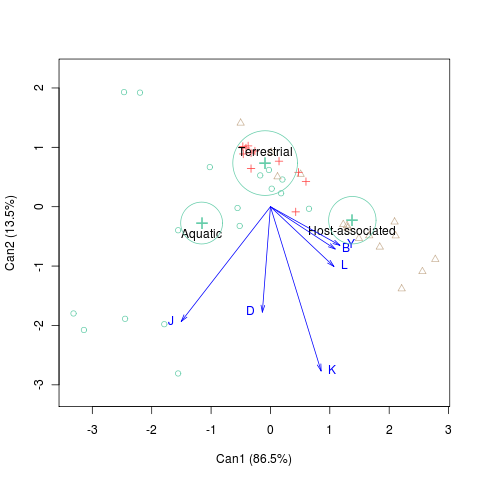 2
1
0
-1
-2
-3
Can2 (13.5%)
Terrestrial
Aquatic
Host-associated
Y
B
L
D
J
K
-3 -2 -1 0 1 2 3
Can1 (86.5%)